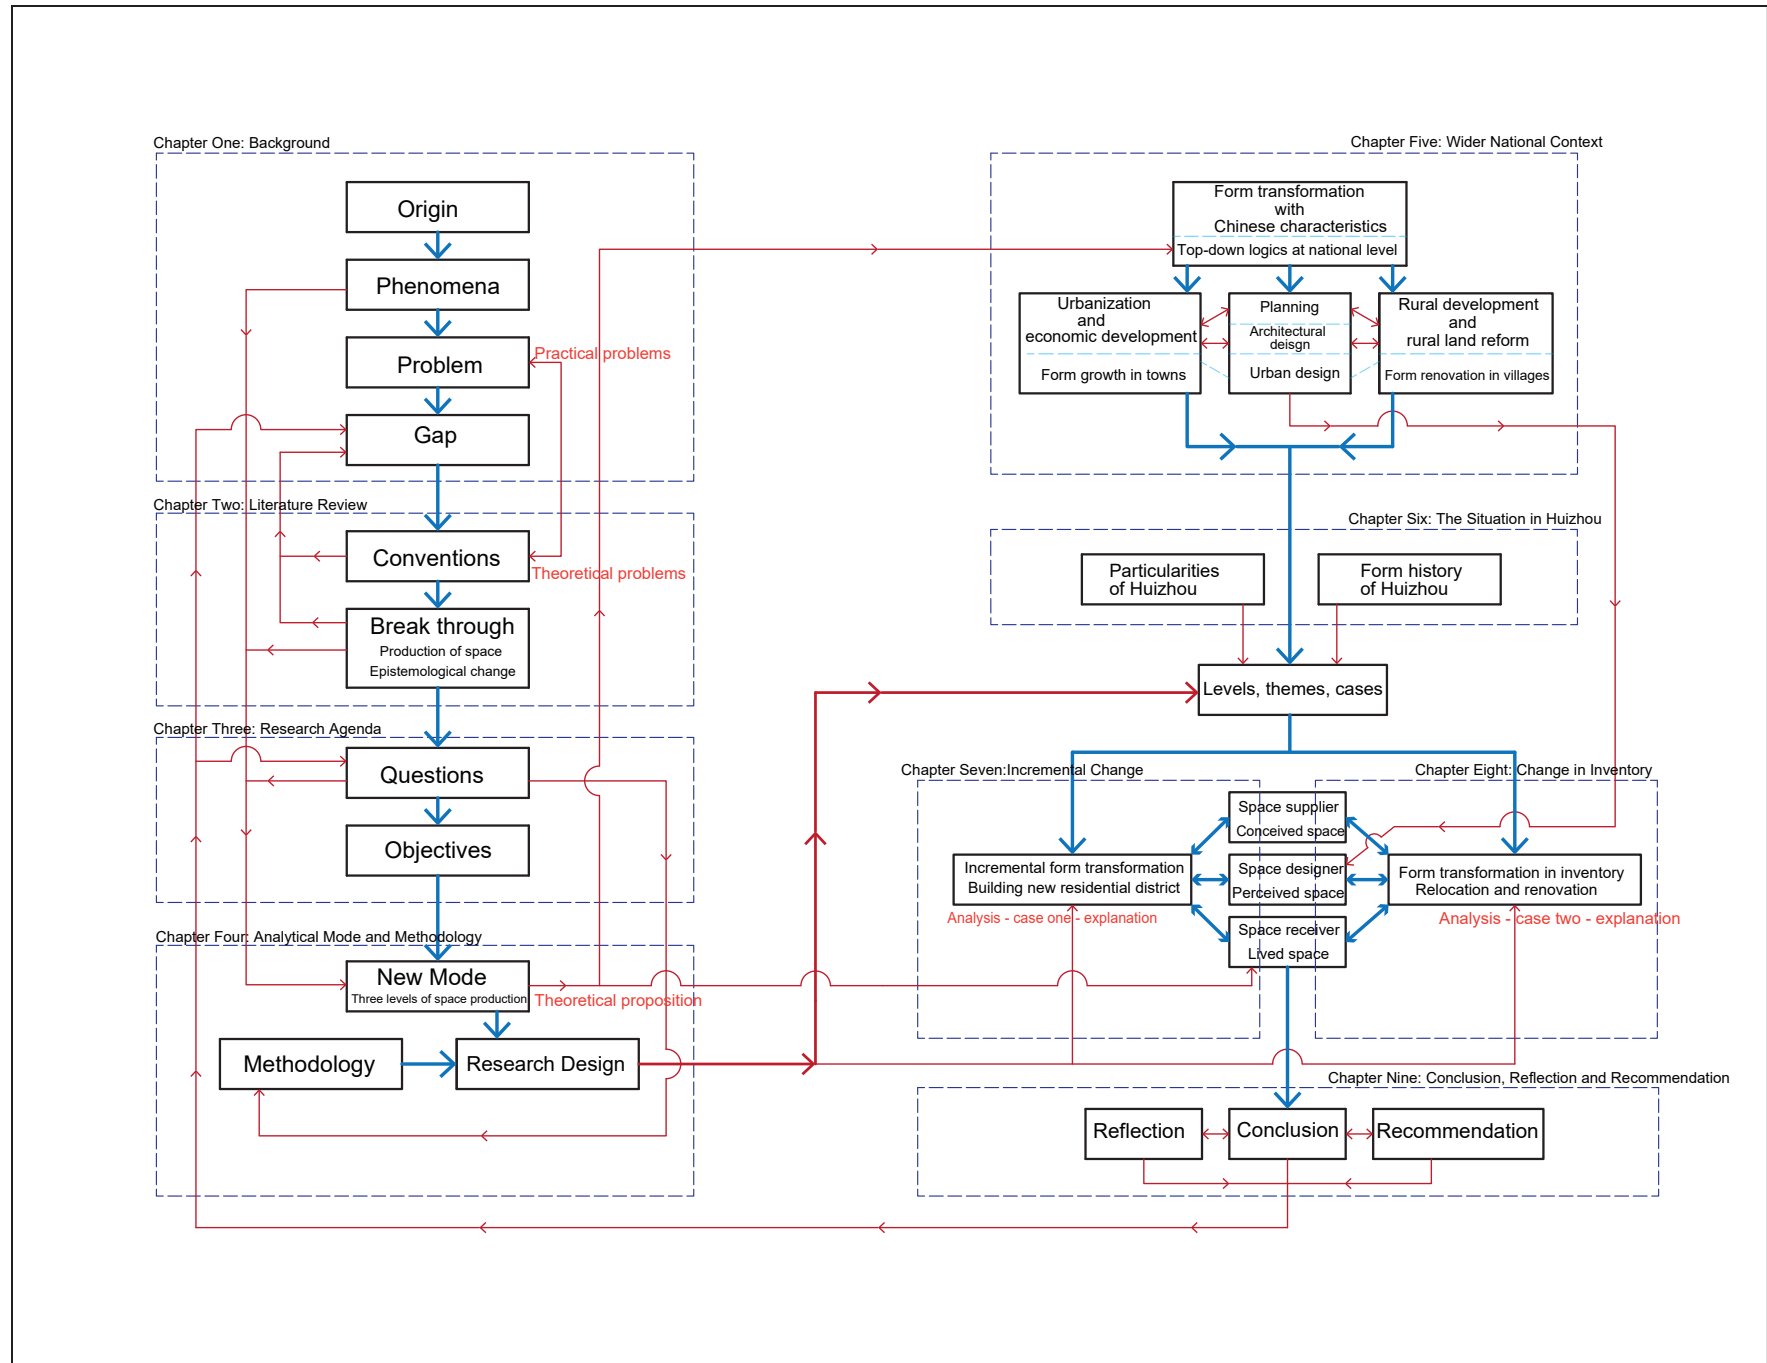 Chapter One: Background
Origin
Phenomena
Problem
Practical problems
Gap
Chapter Two: Literature Review
Conventions
Theoretical problems
Break through
Production of space
Epistemological change
Chapter Three: Research Agenda
Questions
Objectives
Chapter Four: Analytical Mode and Methodology
New Mode
Three levels of space production
Theoretical proposition
Methodology
Research Design
Chapter Five: Wider National Context
Form transformation
with
Chinese characteristics
Top-down logics at national level
Urbanization
and
economic development
Form growth in towns
Planning
Architectural
deisgn
Urban design
Rural development
and
rural land reform
Form renovation in villages
Chapter Six: The Situation in Huizhou
Particularities
of Huizhou
Form history
of Huizhou
Levels, themes, cases
Chapter Seven:Incremental Change
Chapter Eight: Change in Inventory
Space supplier
Conceived space
Incremental form transformation
Building new residential district
Analysis - case one - explanation
Space designer
Perceived space
Form transformation in inventory
Relocation and renovation
Analysis - case two - explanation
Space receiver
Lived space
Chapter Nine: Conclusion, Reflection and Recommendation
Reflection
Conclusion
Recommendation